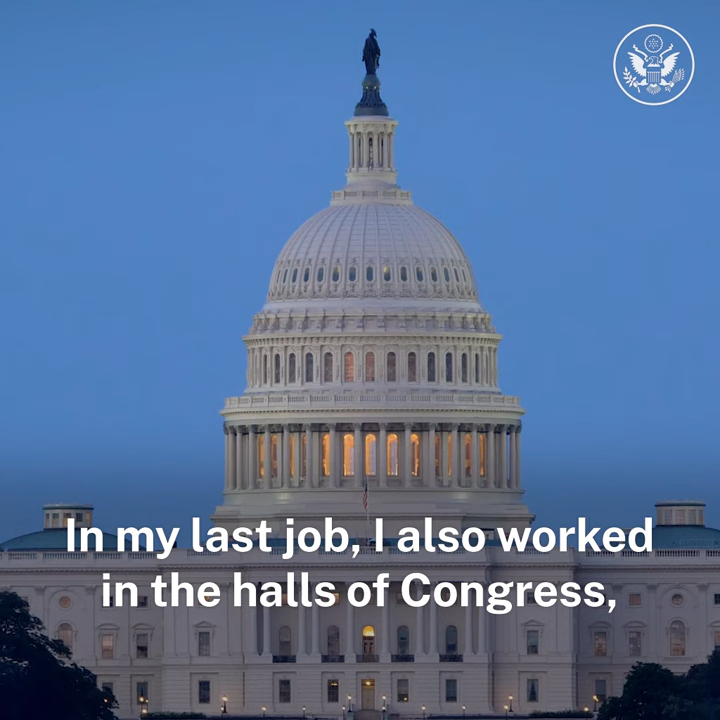 In my last job, I also worked
in the halls of Congress,